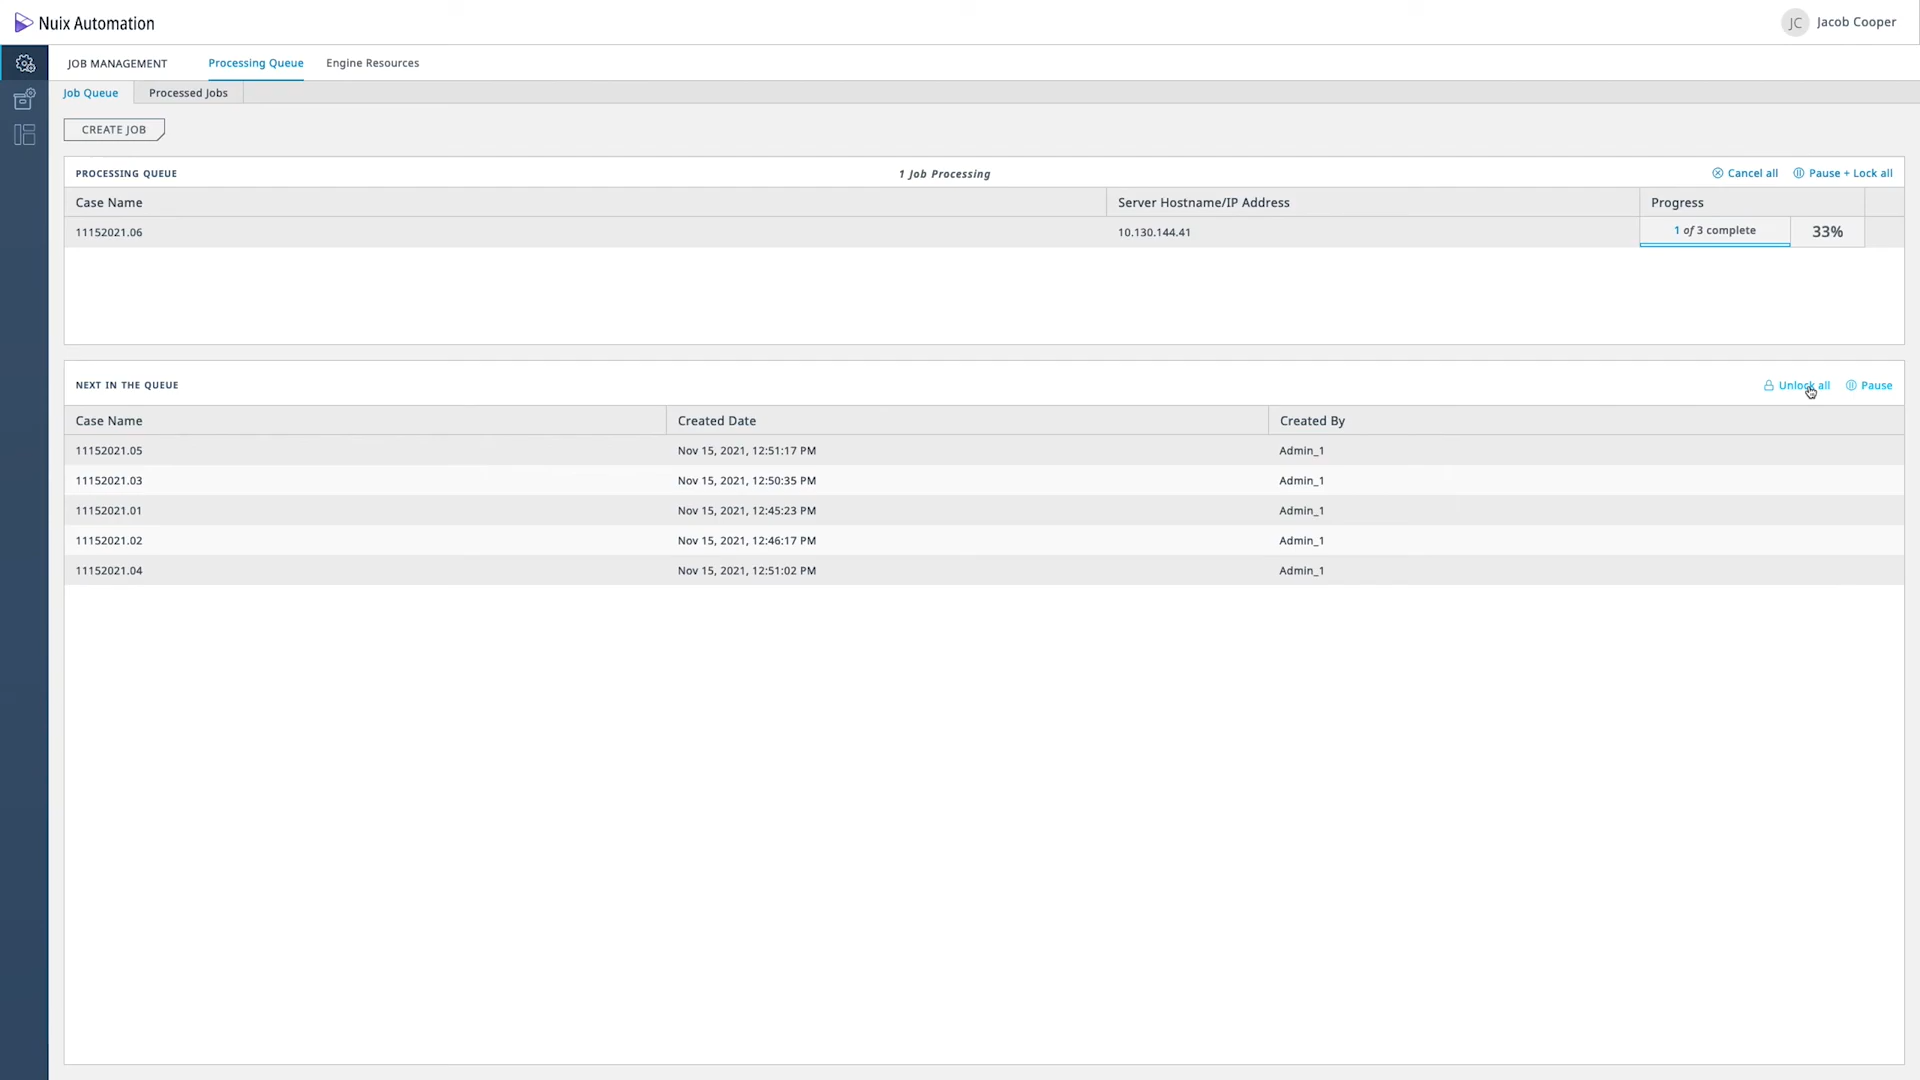 Nuix Automation
JC Jacob Cooper
JOB MANAGEMENT Processing Queue Engine Resources
Job Queue Processed Jobs
CREATE JOB
PROCESSING QUEUE 1 Job Processing Cancel all Pause + Lock all
Case Name Server Hostname/IP Address Progress
11152021.06 10.130.144.41 1 of 3 complete 33%
NEXT IN THE QUEUE Unlock all Pause
Case Name Created Date Created By
11152021.05 Nov 15, 2021, 12:51:17 PM Admin_1
11152021.03 Nov 15, 2021, 12:50:35 PM Admin_1
11152021.01 Nov 15, 2021, 12:45:23 PM Admin_1
11152021.02 Nov 15, 2021, 12:46:17 PM Admin_1
11152021.04 Nov 15, 2021, 12:51:02 PM Admin_1